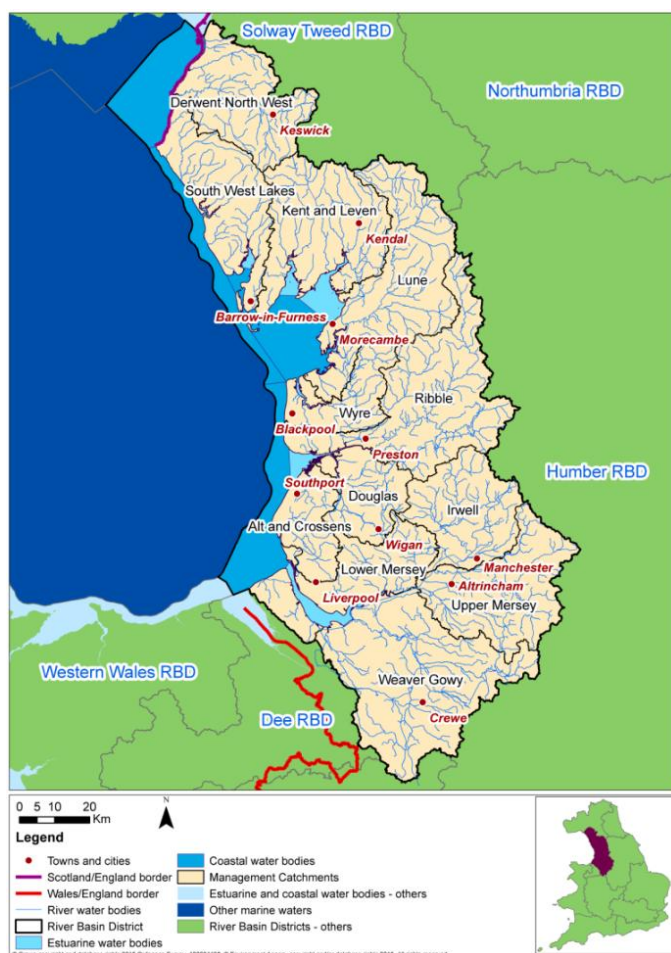 Solway Tweed RBD
Northumbria RBD
Derwent North West
Keswick
South West Lakes
Kent and Leven
Kendal
Lune
Barrow-in-Furness
Morecambe
Ribble
Wyre
Blackpool
Preston
Humber RBD
Southport
Douglas
Irwell
Alt and Crossens
Wigan
Manchester
Lower Mersey
Altrincham
Liverpool
Upper Mersey
Western Wales RBD
Weaver Gowy
Crewe
Dee RBD
0 5 10 20
Km
N
Legend
Towns and cities
Scotland/England border
Wales/England border
River water bodies
River Basin District
Estuarine water bodies
Coastal water bodies
Management Catchments
Estuarine and coastal water bodies - others
Other marine waters
River Basin Districts - others